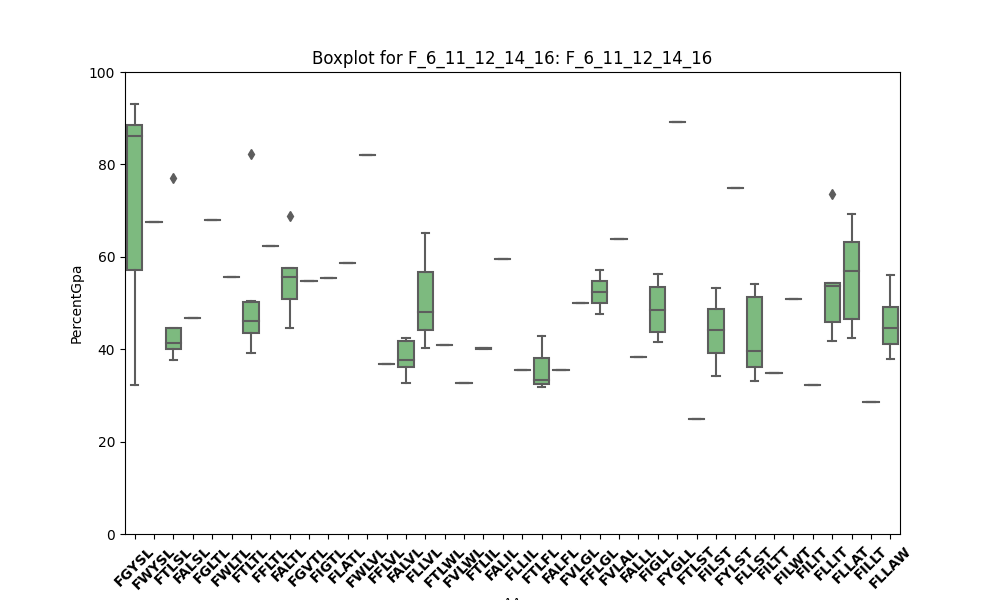 Boxplot for F_6_11_12_14_16: F_6_11_12_14_16
100
80
60
40
20
0
PercentGpa
FGYSL
FWYSL
FTLSL
FALSL
FGLTL
FWLTL
FTLTL
FFLTL
FALTL
FGVTL
FIGTL
FLATL
FWLVL
FFLVL
FALVL
FLLVL
FTLWL
FVLWL
FTLIL
FALIL
FLLIL
FTLFL
FALFL
FVLGL
FFLGL
FVLAL
FALLL
FIGLL
FYGLL
FTLST
FILST
FYLST
FLLST
FILTT
FILWT
FILIT
FLLIT
FLLAT
FILLT
FLLAW